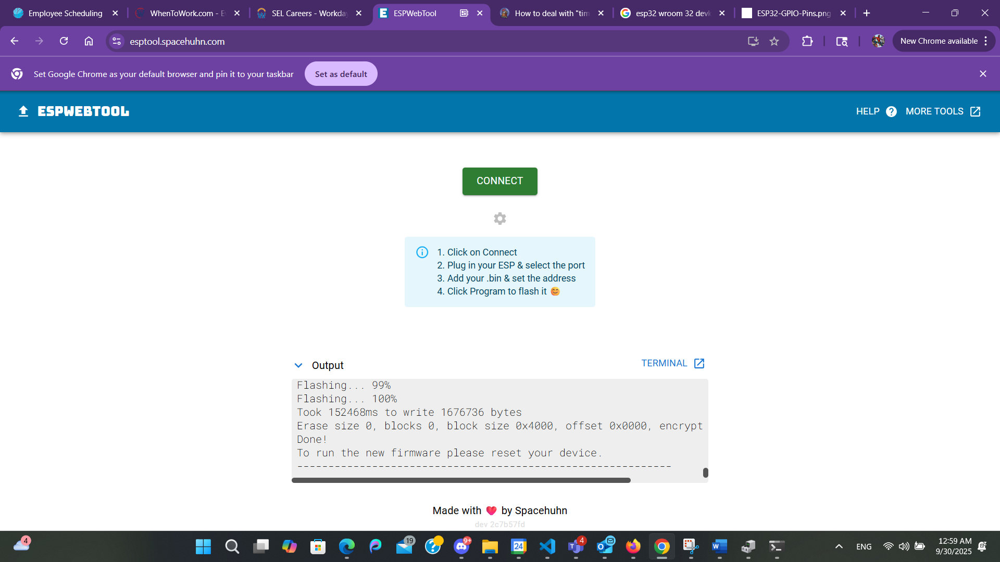 Employee Scheduling
WhenToWork.com - E
SEL Careers - Workda
ESPWebTool
How to deal with "tim
esp32 wroom 32 devk
ESP32-GPIO-Pins.png
esptool.spacehuhn.com
New Chrome available
Set Google Chrome as your default browser and pin it to your taskbar
Set as default
ESPWEBTOOL
HELP
MORE TOOLS
CONNECT
1. Click on Connect
2. Plug in your ESP & select the port
3. Add your .bin & set the address
4. Click Program to flash it 😊
Output
TERMINAL
Flashing... 99%
Flashing... 100%
Took 152468ms to write 1676736 bytes
Erase size 0, blocks 0, block size 0x4000, offset 0x0000, encrypt
Done!
To run the new firmware please reset your device.
------------------------------------------------------------
Made with ❤ by Spacehuhn
dev 2c7b57fd
4
19
9+
24
4
ENG
12:59 AM
9/30/2025